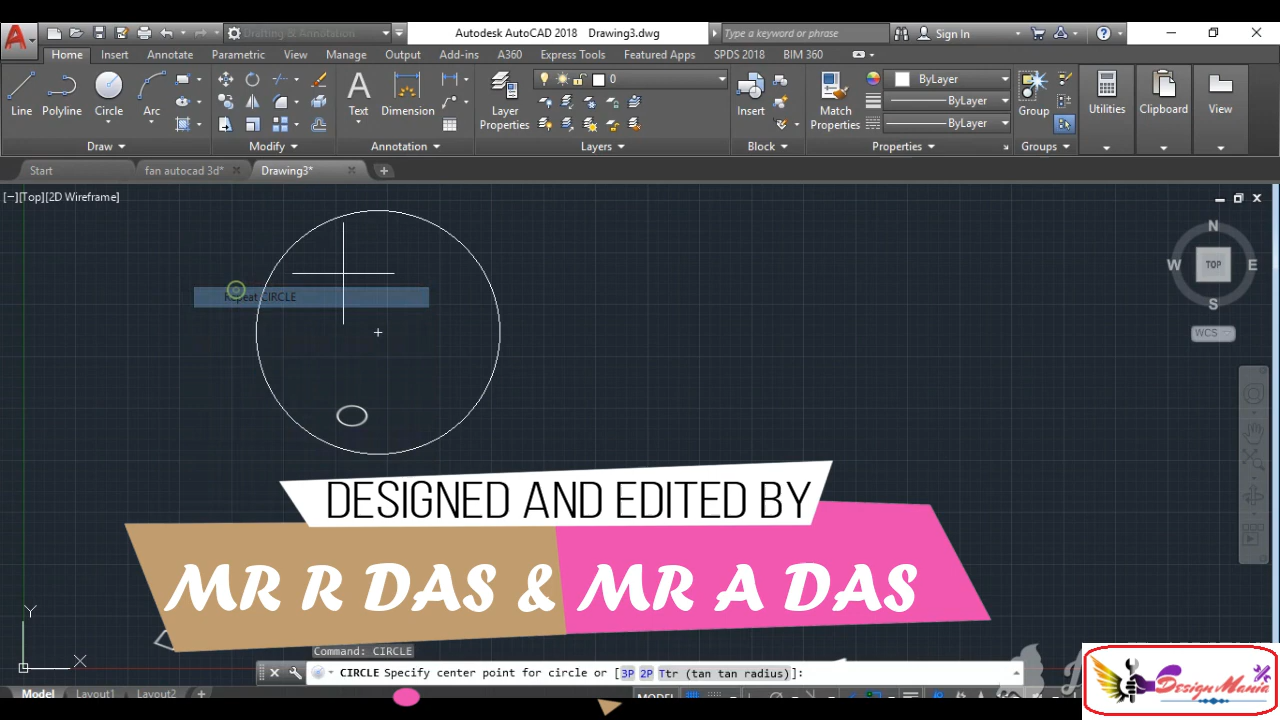 Drafting & Annotation
Autodesk AutoCAD 2018 Drawing3.dwg
Type a keyword or phrase
Sign In
Home Insert Annotate Parametric View Manage Output Add-ins A360 Express Tools Featured Apps SPDS 2018 BIM 360
Line Polyline Circle Arc
Text Dimension
Layer Properties
0
Insert
Match Properties
ByLayer
ByLayer
ByLayer
Group
Utilities Clipboard View
Draw Modify Annotation Layers Block Properties Groups
Start fan autocad 3d* Drawing3*
[−][Top][2D Wireframe]
N
W TOP E
S
WCS
Repeat CIRCLE
DESIGNED AND EDITED BY
MR R DAS & MR A DAS
Y
X
Command: CIRCLE
CIRCLE Specify center point for circle or [3P 2P Ttr (tan tan radius)]:
Model Layout1 Layout2
MODEL
Design Mania